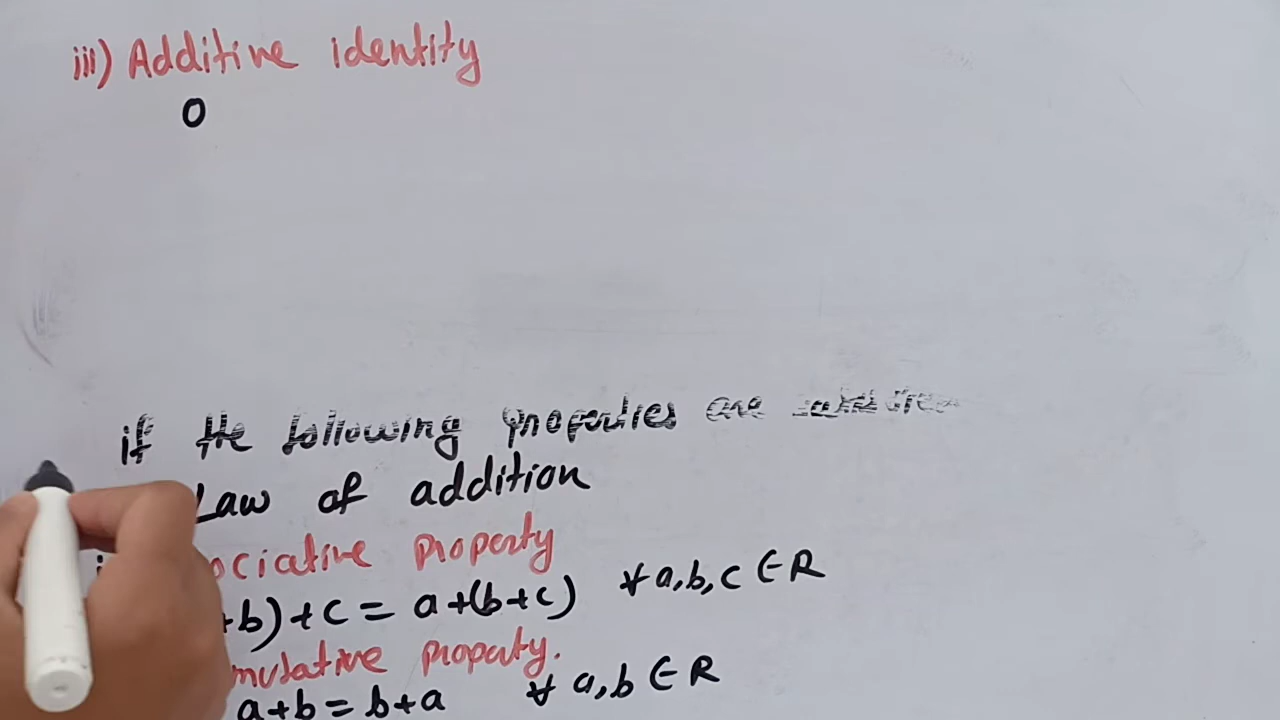 iii) Additive identity
0
if the following properties are
Law of addition
ociative property
+b)+c = a+(b+c) ∀ a,b,c ∈ R
mutative property.
a+b = b+a ∀ a,b ∈ R